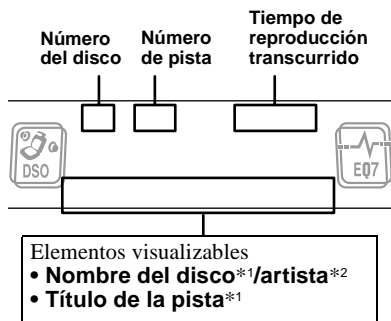 Número del disco
Número de pista
Tiempo de reproducción transcurrido
DSO
EQ7
Elementos visualizables
• Nombre del disco*1/artista*2
• Título de la pista*1